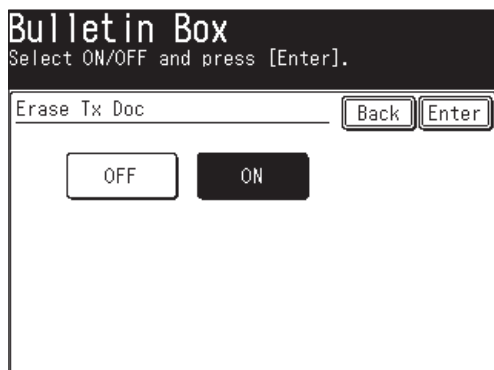 Bulletin Box
Select ON/OFF and press [Enter].
Erase Tx Doc Back Enter
OFF ON